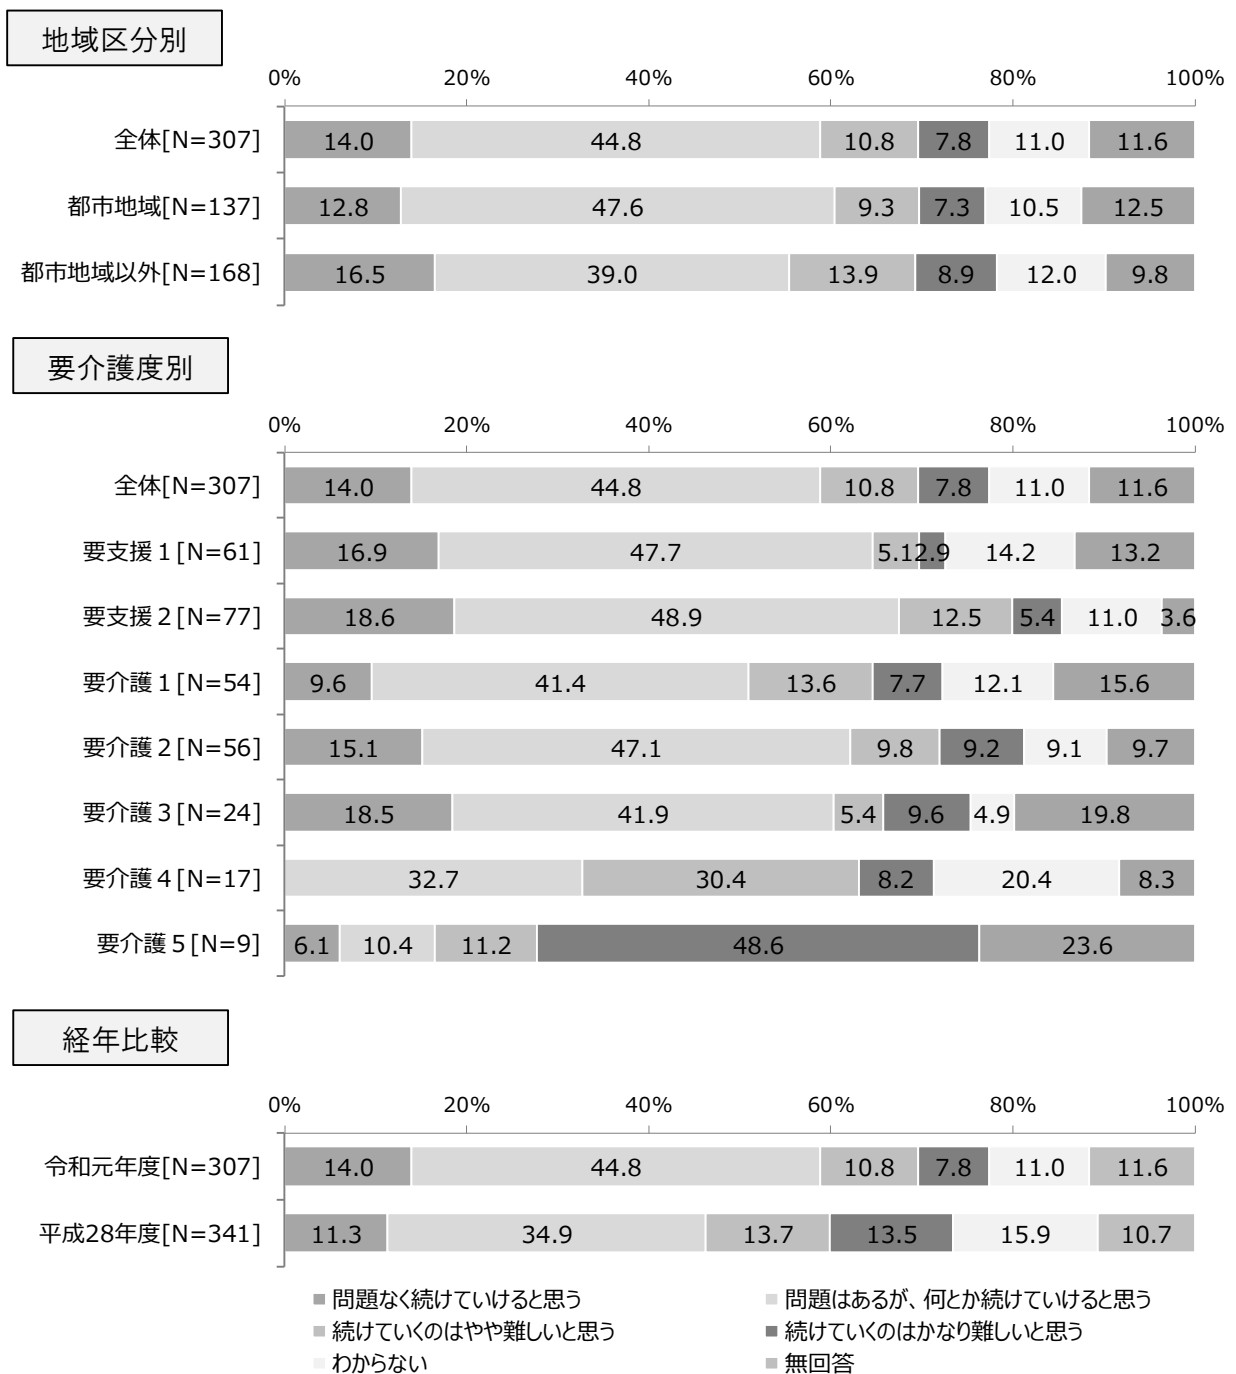 地域区分別
0% 20% 40% 60% 80% 100%
全体[N=307] 14.0 44.8 10.8 7.8 11.0 11.6
都市地域[N=137] 12.8 47.6 9.3 7.3 10.5 12.5
都市地域以外[N=168] 16.5 39.0 13.9 8.9 12.0 9.8
要介護度別
0% 20% 40% 60% 80% 100%
全体[N=307] 14.0 44.8 10.8 7.8 11.0 11.6
要支援1[N=61] 16.9 47.7 5.1 2.9 14.2 13.2
要支援2[N=77] 18.6 48.9 12.5 5.4 11.0 3.6
要介護1[N=54] 9.6 41.4 13.6 7.7 12.1 15.6
要介護2[N=56] 15.1 47.1 9.8 9.2 9.1 9.7
要介護3[N=24] 18.5 41.9 5.4 9.6 4.9 19.8
要介護4[N=17] 32.7 30.4 8.2 20.4 8.3
要介護5[N=9] 6.1 10.4 11.2 48.6 23.6
経年比較
0% 20% 40% 60% 80% 100%
令和元年度[N=307] 14.0 44.8 10.8 7.8 11.0 11.6
平成28年度[N=341] 11.3 34.9 13.7 13.5 15.9 10.7
問題なく続けていけると思う 問題はあるが、何とか続けていけると思う
続けていくのはやや難しいと思う 続けていくのはかなり難しいと思う
わからない 無回答